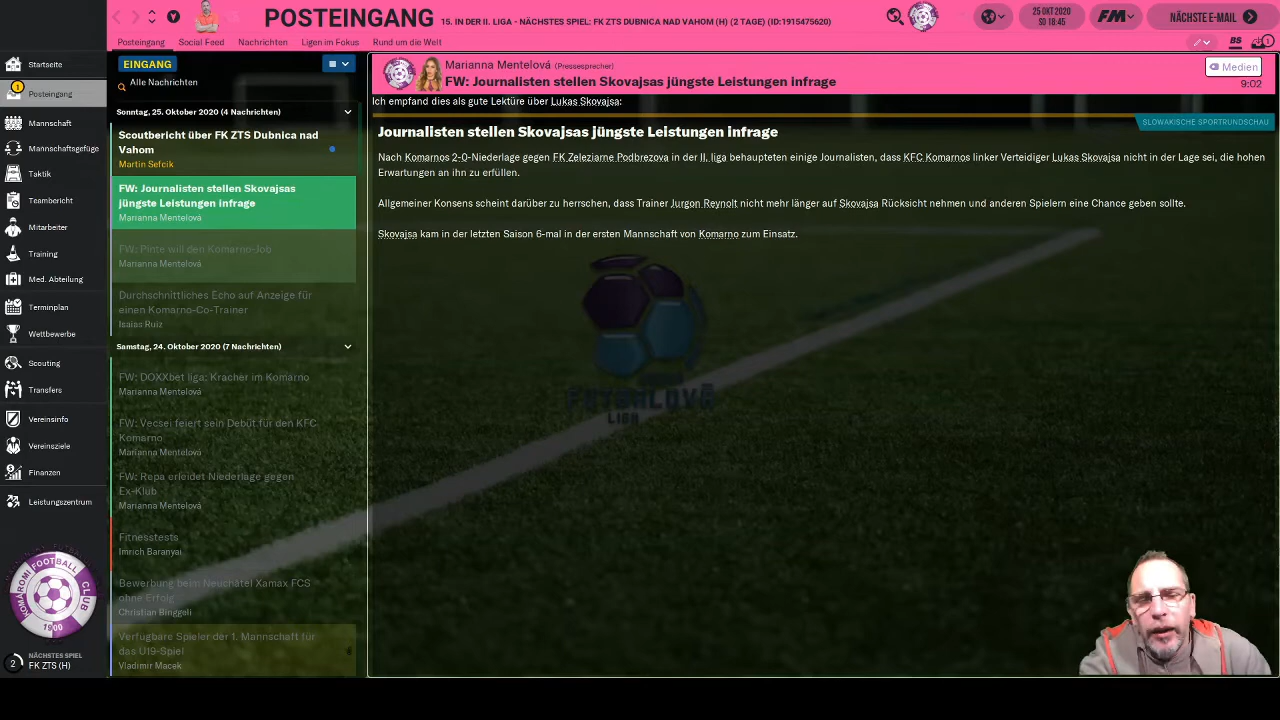 POSTEINGANG
15. IN DER II. LIGA - NÄCHSTES SPIEL: FK ZTS DUBNICA NAD VAHOM (H) (2 TAGE) (ID:1915475620)
25 OKT 2020
SO 18:45
FM
NÄCHSTE E-MAIL
Posteingang
Social Feed
Nachrichten
Ligen im Fokus
Rund um die Welt
BS
1
Startseite
1
Posteingang
Mannschaft
Mannschaftsgefüge
Taktik
Teambericht
Mitarbeiter
Training
Med. Abteilung
Terminplan
Wettbewerbe
Scouting
Transfers
Vereinsinfo
Vereinsziele
Finanzen
Leistungszentrum
FOOTBALL
CLUB
1900
2
NÄCHSTES SPIEL
FK ZTS (H)
EINGANG
Alle Nachrichten
Sonntag, 25. Oktober 2020 (4 Nachrichten)
Scoutbericht über FK ZTS Dubnica nad
Vahom
Martin Sefcik
FW: Journalisten stellen Skovajsas
jüngste Leistungen infrage
Marianna Mentelová
FW: Pinte will den Komarno-Job
Marianna Mentelová
Durchschnittliches Echo auf Anzeige für
einen Komarno-Co-Trainer
Isaias Ruiz
Samstag, 24. Oktober 2020 (7 Nachrichten)
FW: DOXXbet liga: Kracher im Komarno
Marianna Mentelová
FW: Vecsei feiert sein Debüt für den KFC
Komarno
Marianna Mentelová
FW: Repa erleidet Niederlage gegen
Ex-Klub
Marianna Mentelová
Fitnesstests
Imrich Baranyai
Bewerbung beim Neuchâtel Xamax FCS
ohne Erfolg
Christian Binggeli
Verfügbare Spieler der 1. Mannschaft für
das U19-Spiel
Vladimir Macek
Marianna Mentelová (Pressesprecher)
FW: Journalisten stellen Skovajsas jüngste Leistungen infrage
Medien
9:02
Ich empfand dies als gute Lektüre über Lukas Skovajsa:
SLOWAKISCHE SPORTRUNDSCHAU
Journalisten stellen Skovajsas jüngste Leistungen infrage
Nach Komarnos 2-0-Niederlage gegen FK Zeleziarne Podbrezova in der II. liga behaupteten einige Journalisten, dass KFC Komarnos linker Verteidiger Lukas Skovajsa nicht in der Lage sei, die hohen
Erwartungen an ihn zu erfüllen.
Allgemeiner Konsens scheint darüber zu herrschen, dass Trainer Jurgon Reynolt nicht mehr länger auf Skovajsa Rücksicht nehmen und anderen Spielern eine Chance geben sollte.
Skovajsa kam in der letzten Saison 6-mal in der ersten Mannschaft von Komarno zum Einsatz.
LIGA